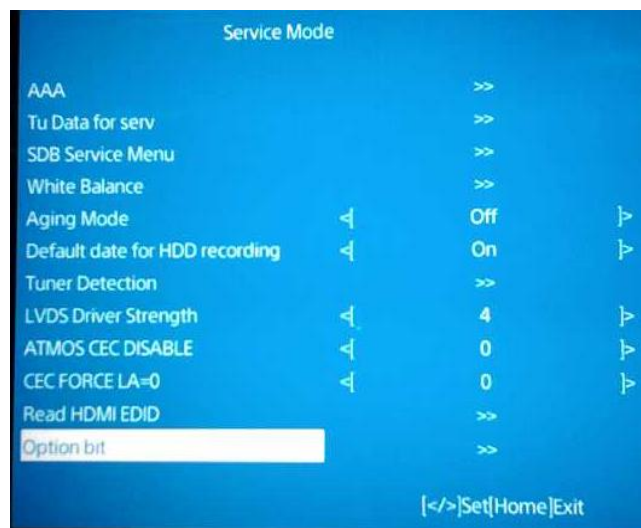 Service Mode
AAA >>
Tu Data for serv >>
SDB Service Menu >>
White Balance >>
Aging Mode <[ Off ]>
Default date for HDD recording <[ On ]>
Tuner Detection >>
LVDS Driver Strength <[ 4 ]>
ATMOS CEC DISABLE <[ 0 ]>
CEC FORCE LA=0 <[ 0 ]>
Read HDMI EDID >>
Option bit >>
[</>]Set[Home]Exit